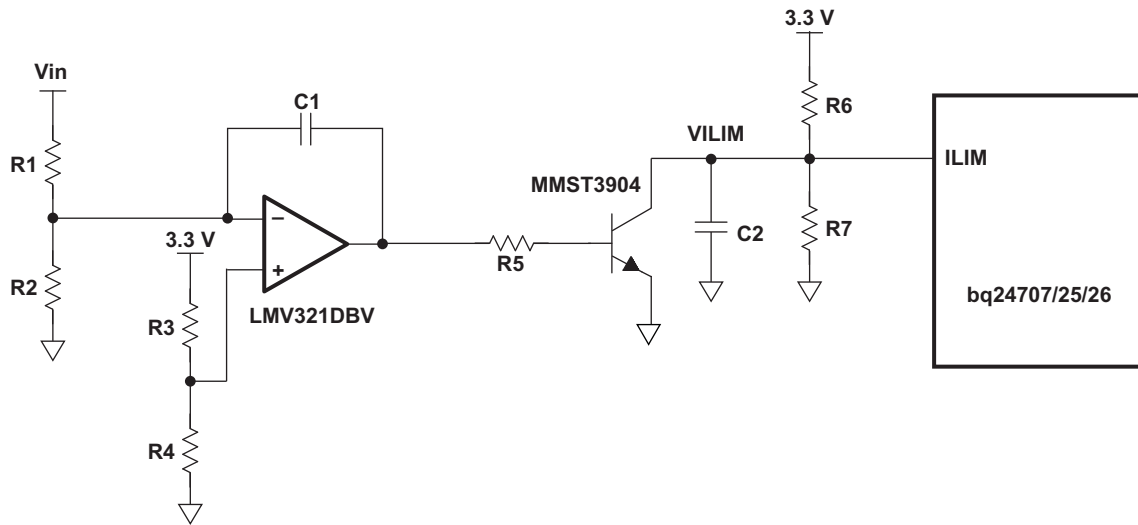 3.3 V
Vin
C1
R6
VILIM
R1
ILIM
MMST3904
3.3 V
R7
C2
R5
R2
bq24707/25/26
LMV321DBV
R3
R4